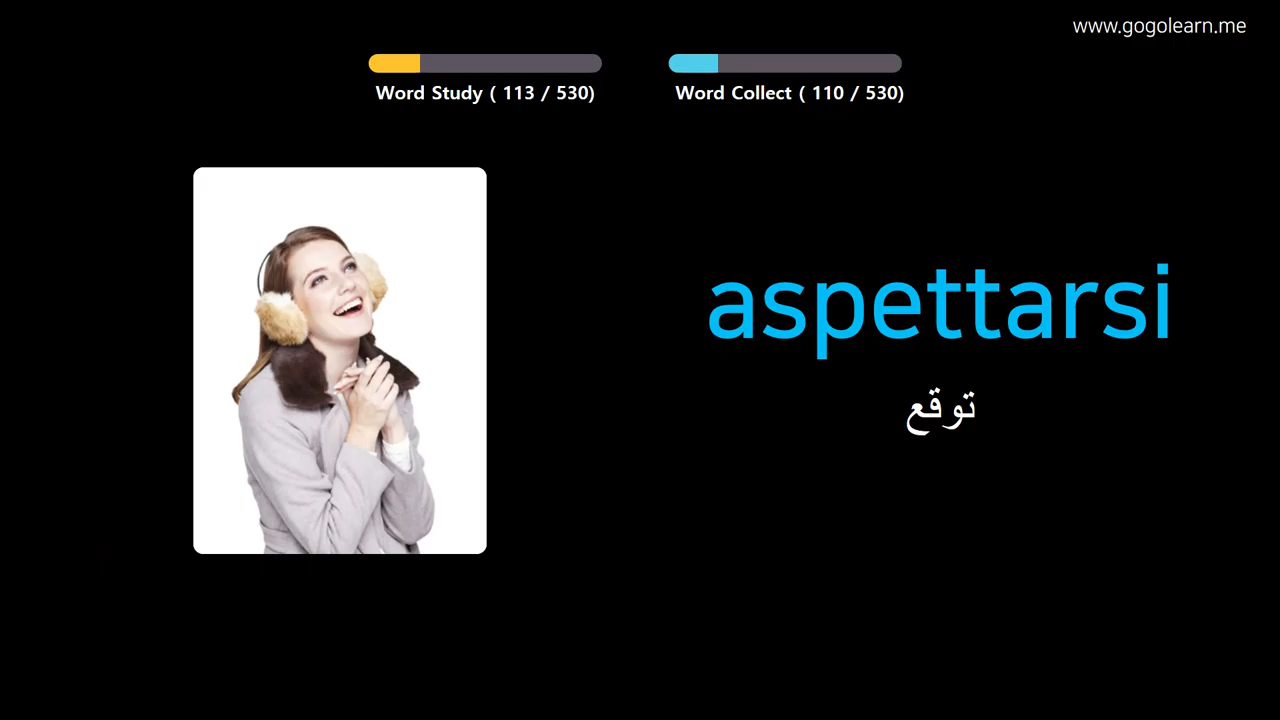 www.gogolearn.me
Word Study ( 113 / 530)
Word Collect ( 110 / 530)
aspettarsi
توقع